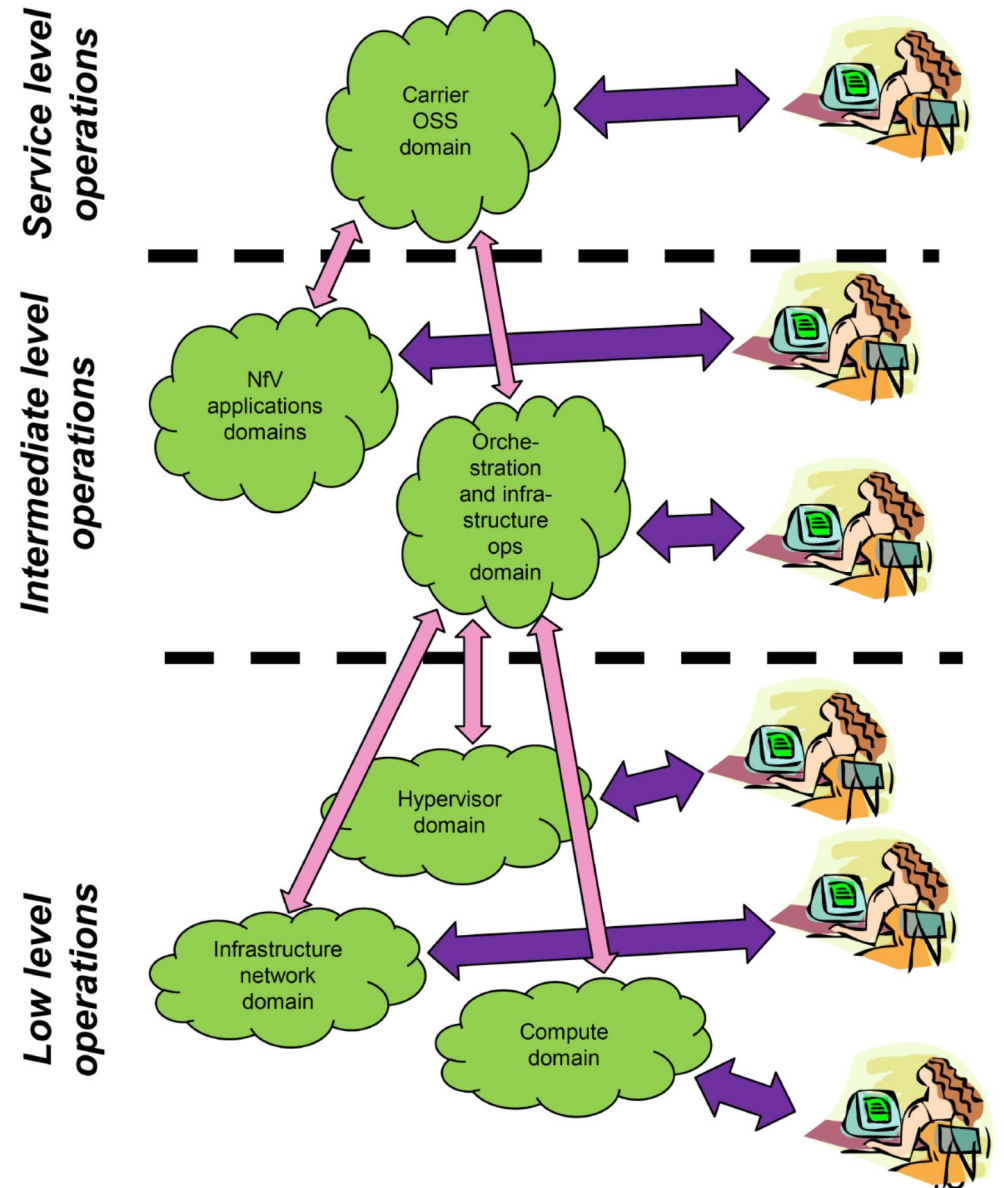 Service level
operations
Carrier
OSS
domain
Intermediate level
operations
NfV
applications
domains
Orche-
stration
and infra-
structure
ops
domain
Low level
operations
Hypervisor
domain
Infrastructure
network
domain
Compute
domain